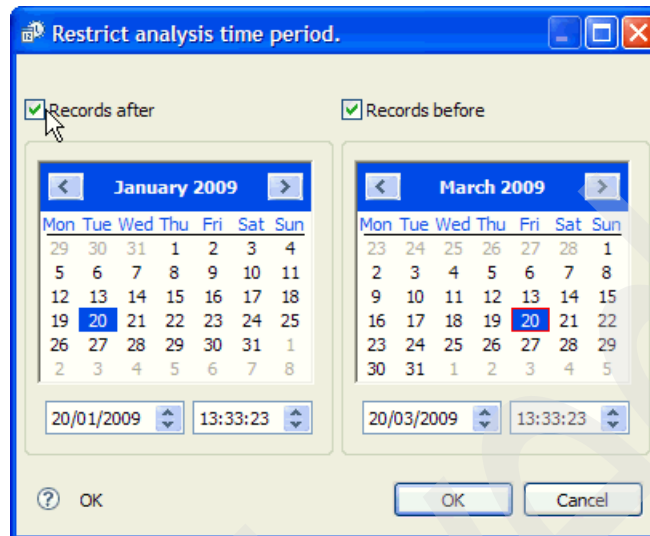 Restrict analysis time period.
Records after
Records before
January 2009
Mon Tue Wed Thu Fri Sat Sun
29 30 31 1 2 3 4
5 6 7 8 9 10 11
12 13 14 15 16 17 18
19 20 21 22 23 24 25
26 27 28 29 30 31 1
2 3 4 5 6 7 8
20/01/2009 13:33:23
March 2009
Mon Tue Wed Thu Fri Sat Sun
23 24 25 26 27 28 1
2 3 4 5 6 7 8
9 10 11 12 13 14 15
16 17 18 19 20 21 22
23 24 25 26 27 28 29
30 31 1 2 3 4 5
20/03/2009 13:33:23
? OK
OK Cancel